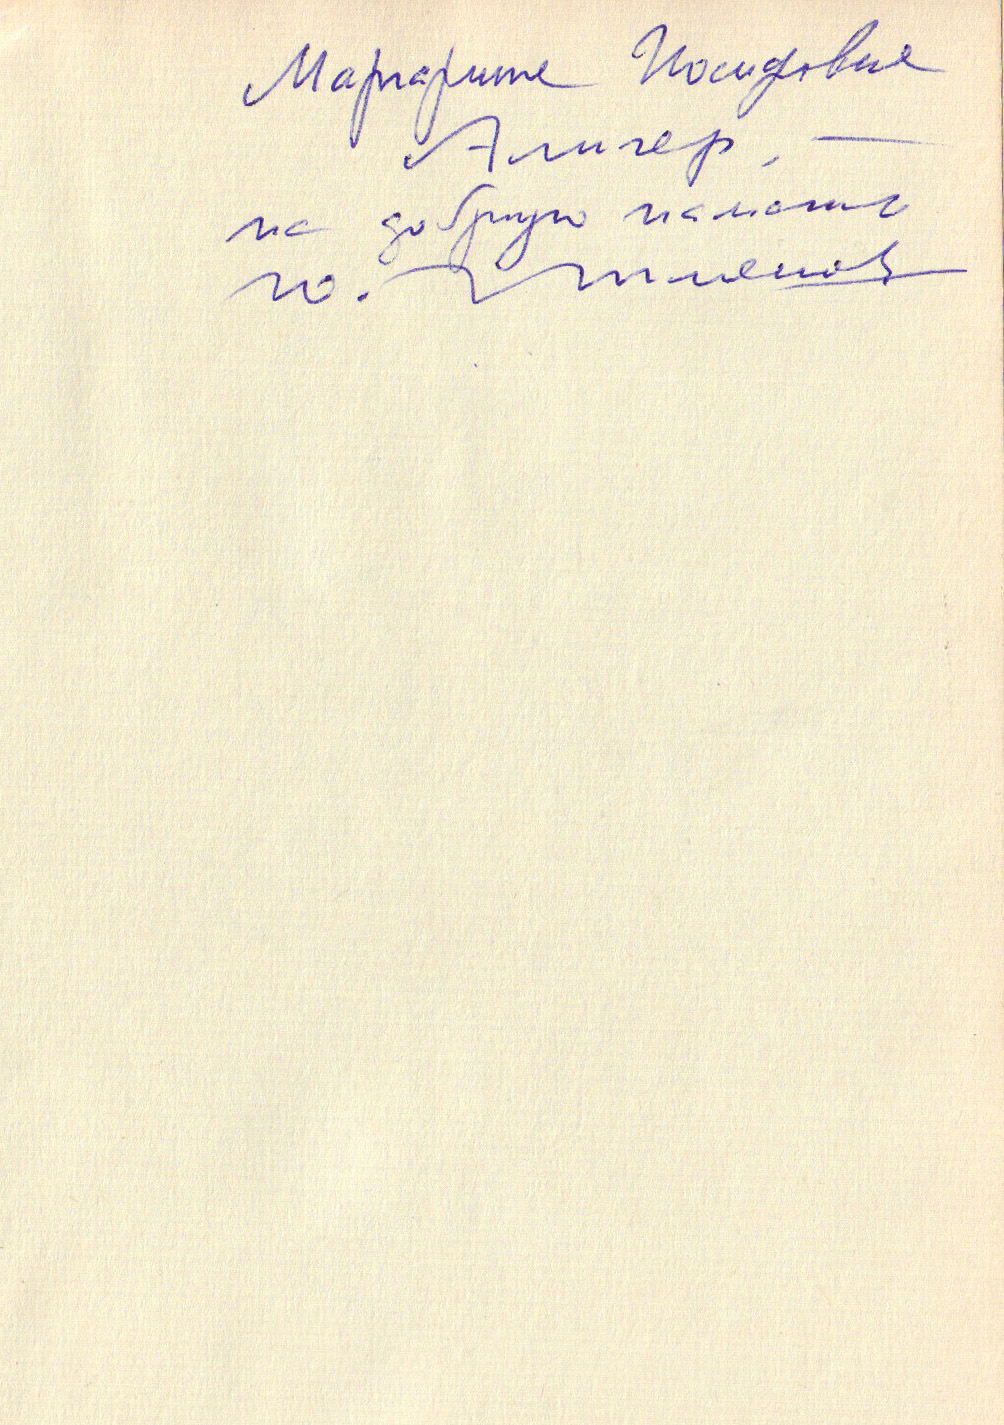 Маргарите Иосифовне
Алигер, —
на добрую память
Ю.